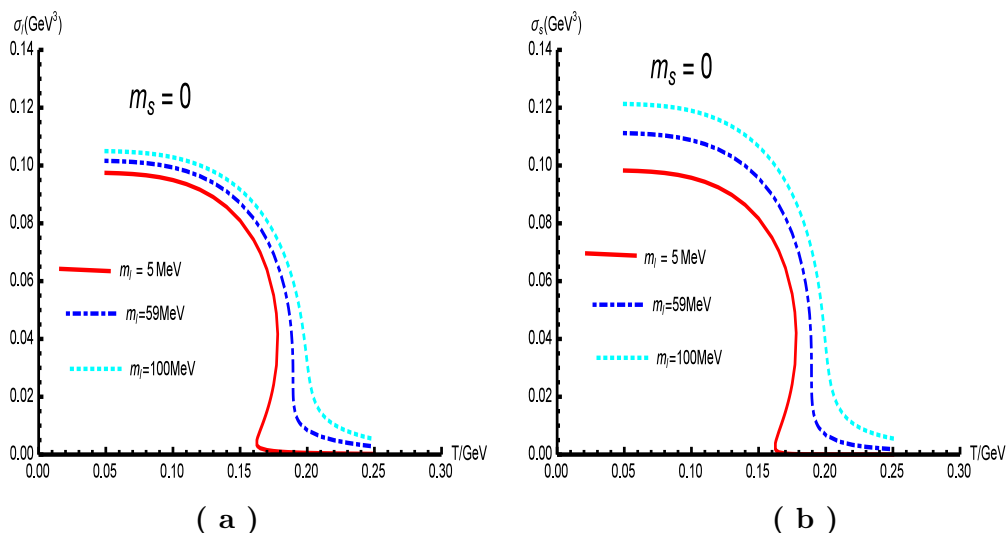 σl(GeV³)
0.14
0.12
0.10
0.08
0.06
0.04
0.02
0.00
0.00 0.05 0.10 0.15 0.20 0.25 0.30
T/GeV
ms = 0
ml = 5 MeV
ml=59MeV
ml=100MeV
( a )
σs(GeV³)
0.14
0.12
0.10
0.08
0.06
0.04
0.02
0.00
0.00 0.05 0.10 0.15 0.20 0.25 0.30
T/GeV
ms = 0
ml = 5 MeV
ml=59MeV
ml=100MeV
( b )